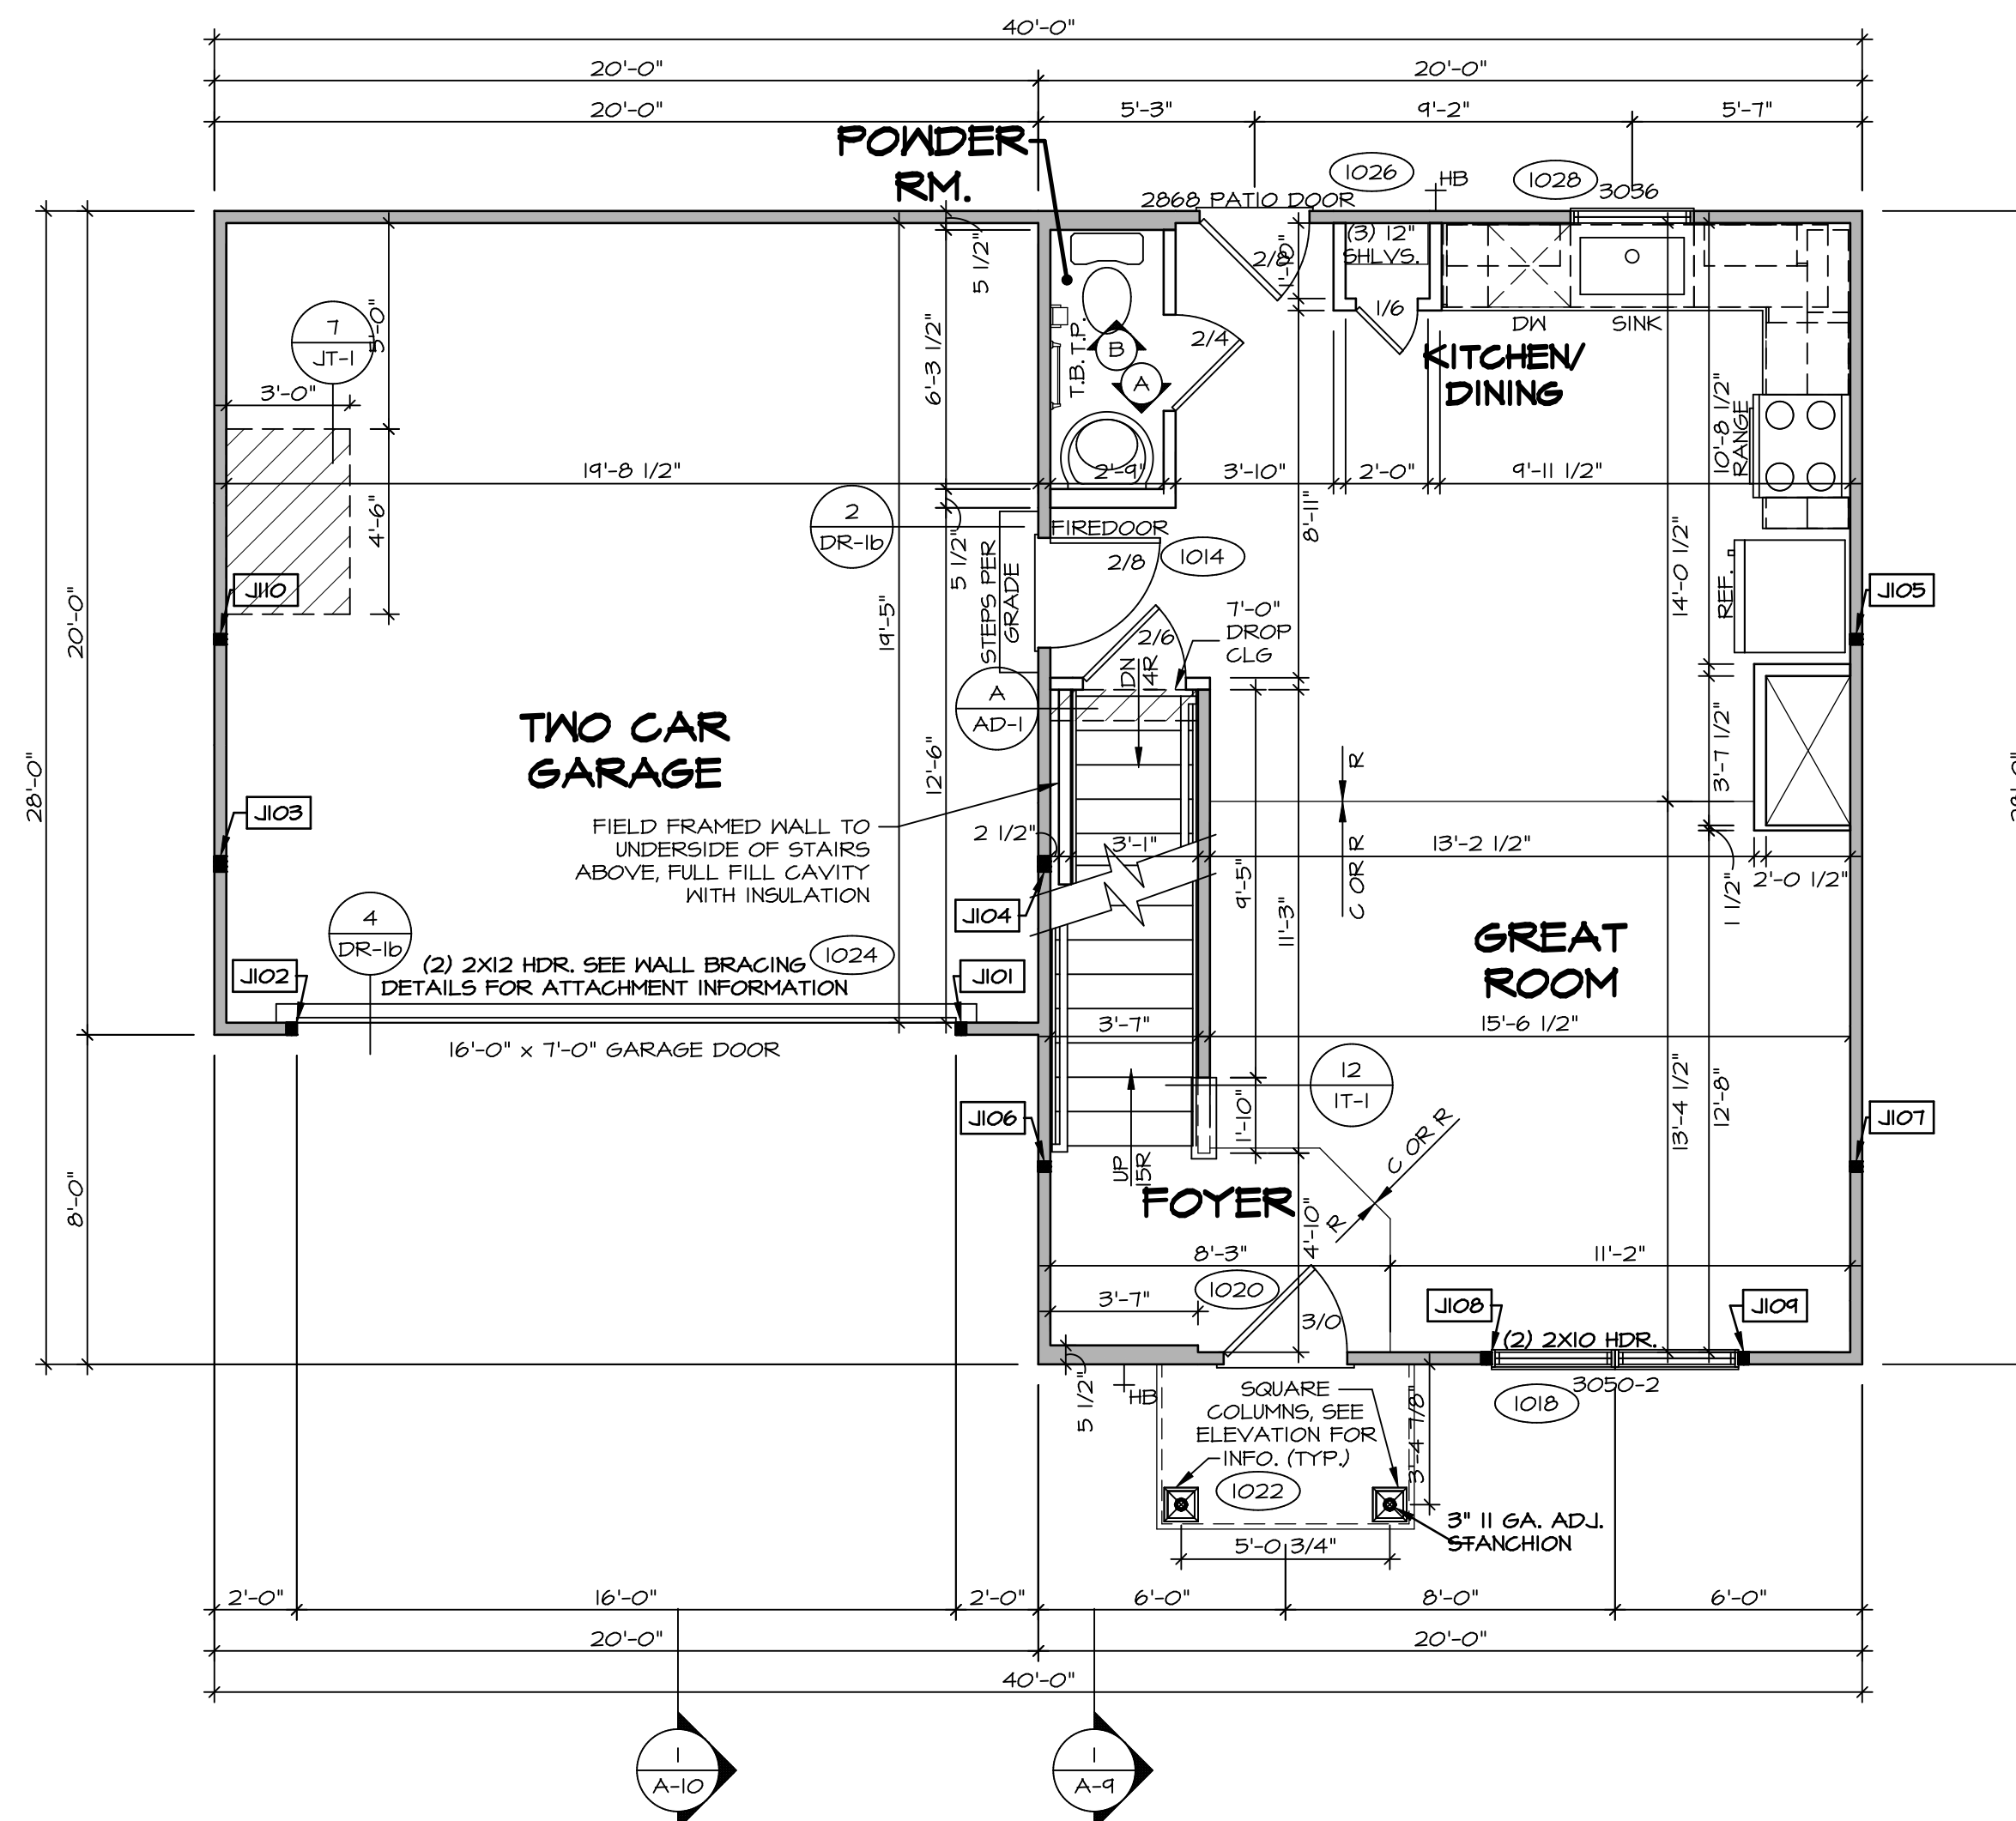 40'-0"
20'-0" 20'-0"
20'-0" 5'-3" 9'-2" 5'-7"
POWDER
RM.
1026
HB
1028
3036
2868 PATIO DOOR
5 1/2"
2/8
1'-0"
(3) 12"
SHLVS.
1/6
DW
SINK
7
JT-1
5'-0"
3'-0"
6'-3 1/2"
T.B. T.P.
B
A
2/4
KITCHEN/
DINING
10'-8 1/2"
RANGE
19'-8 1/2"
2'-9"
3'-10"
2'-0"
9'-11 1/2"
4'-6"
2
DR-1b
FIREDOOR
2/8
1014
8'-11"
5 1/2"
STEPS PER
GRADE
14'-0 1/2"
REF.
J110
J105
20'-0"
19'-5"
7'-0"
DROP
CLG
2/6
DN
14R
A
AD-1
TWO CAR
GARAGE
28'-0"
12'-6"
3'-7 1/2"
R
C OR R
J103
FIELD FRAMED WALL TO
UNDERSIDE OF STAIRS
ABOVE, FULL FILL CAVITY
WITH INSULATION
2 1/2"
3'-1"
13'-2 1/2"
2'-0 1/2"
1 1/2"
9'-5"
11'-3"
J104
GREAT
ROOM
4
DR-1b
1024
(2) 2X12 HDR. SEE WALL BRACING
DETAILS FOR ATTACHMENT INFORMATION
J102
J101
16'-0" x 7'-0" GARAGE DOOR
3'-7"
15'-6 1/2"
12
IT-1
13'-4 1/2"
12'-8"
1'-10"
J106
J107
C OR R
R
UP
15R
FOYER
8'-0"
4'-10"
8'-3"
11'-2"
1020
3'-7"
3/0
J108
J109
(2) 2X10 HDR.
3050-2
1018
5 1/2"
HB
SQUARE
COLUMNS, SEE
ELEVATION FOR
INFO. (TYP.)
3'-4 7/8"
1022
3" 11 GA. ADJ.
STANCHION
5'-0 3/4"
2'-0" 16'-0" 2'-0" 6'-0" 8'-0" 6'-0"
20'-0" 20'-0"
40'-0"
1
A-10
1
A-9